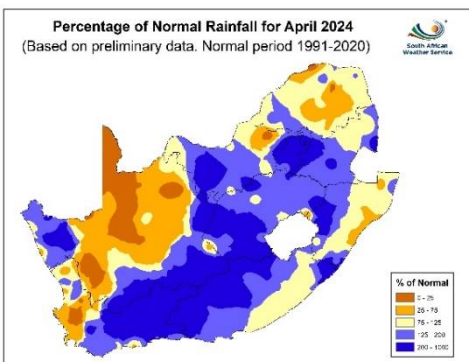 Percentage of Normal Rainfall for April 2024
(Based on preliminary data. Normal period 1991-2020)
South African
Weather Service
% of Normal
0 - 25
25 - 75
75 - 125
125 - 200
200 - 1000